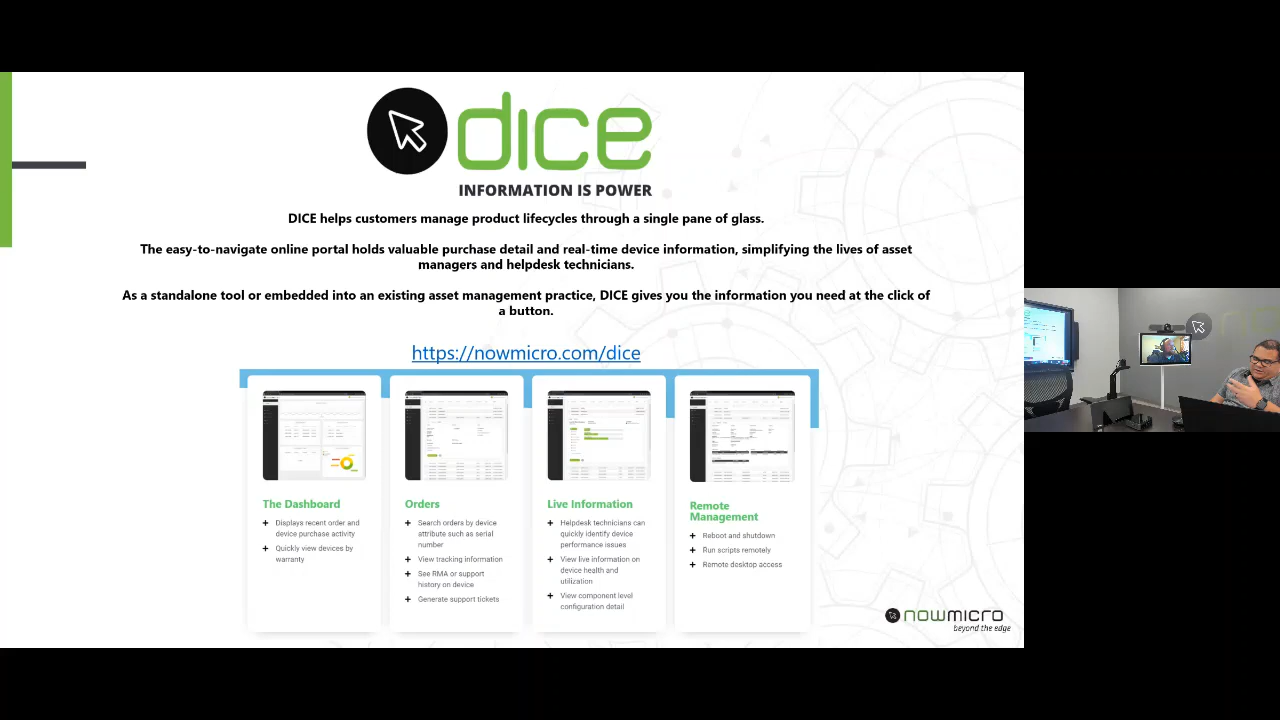 dice
INFORMATION IS POWER
DICE helps customers manage product lifecycles through a single pane of glass.
The easy-to-navigate online portal holds valuable purchase detail and real-time device information, simplifying the lives of asset
managers and helpdesk technicians.
As a standalone tool or embedded into an existing asset management practice, DICE gives you the information you need at the click of
a button.
https://nowmicro.com/dice
The Dashboard
+ Displays recent order and
device purchase activity
+ Quickly view devices by
warranty
Orders
+ Search orders by device
attribute such as serial
number
+ View tracking information
+ See RMA or support
history on device
+ Generate support tickets
Live Information
+ Helpdesk technicians can
quickly identify device
performance issues
+ View live information on
device health and
utilization
+ View component level
configuration detail
Remote
Management
+ Reboot and shutdown
+ Run scripts remotely
+ Remote desktop access
nowmicro
beyond the edge